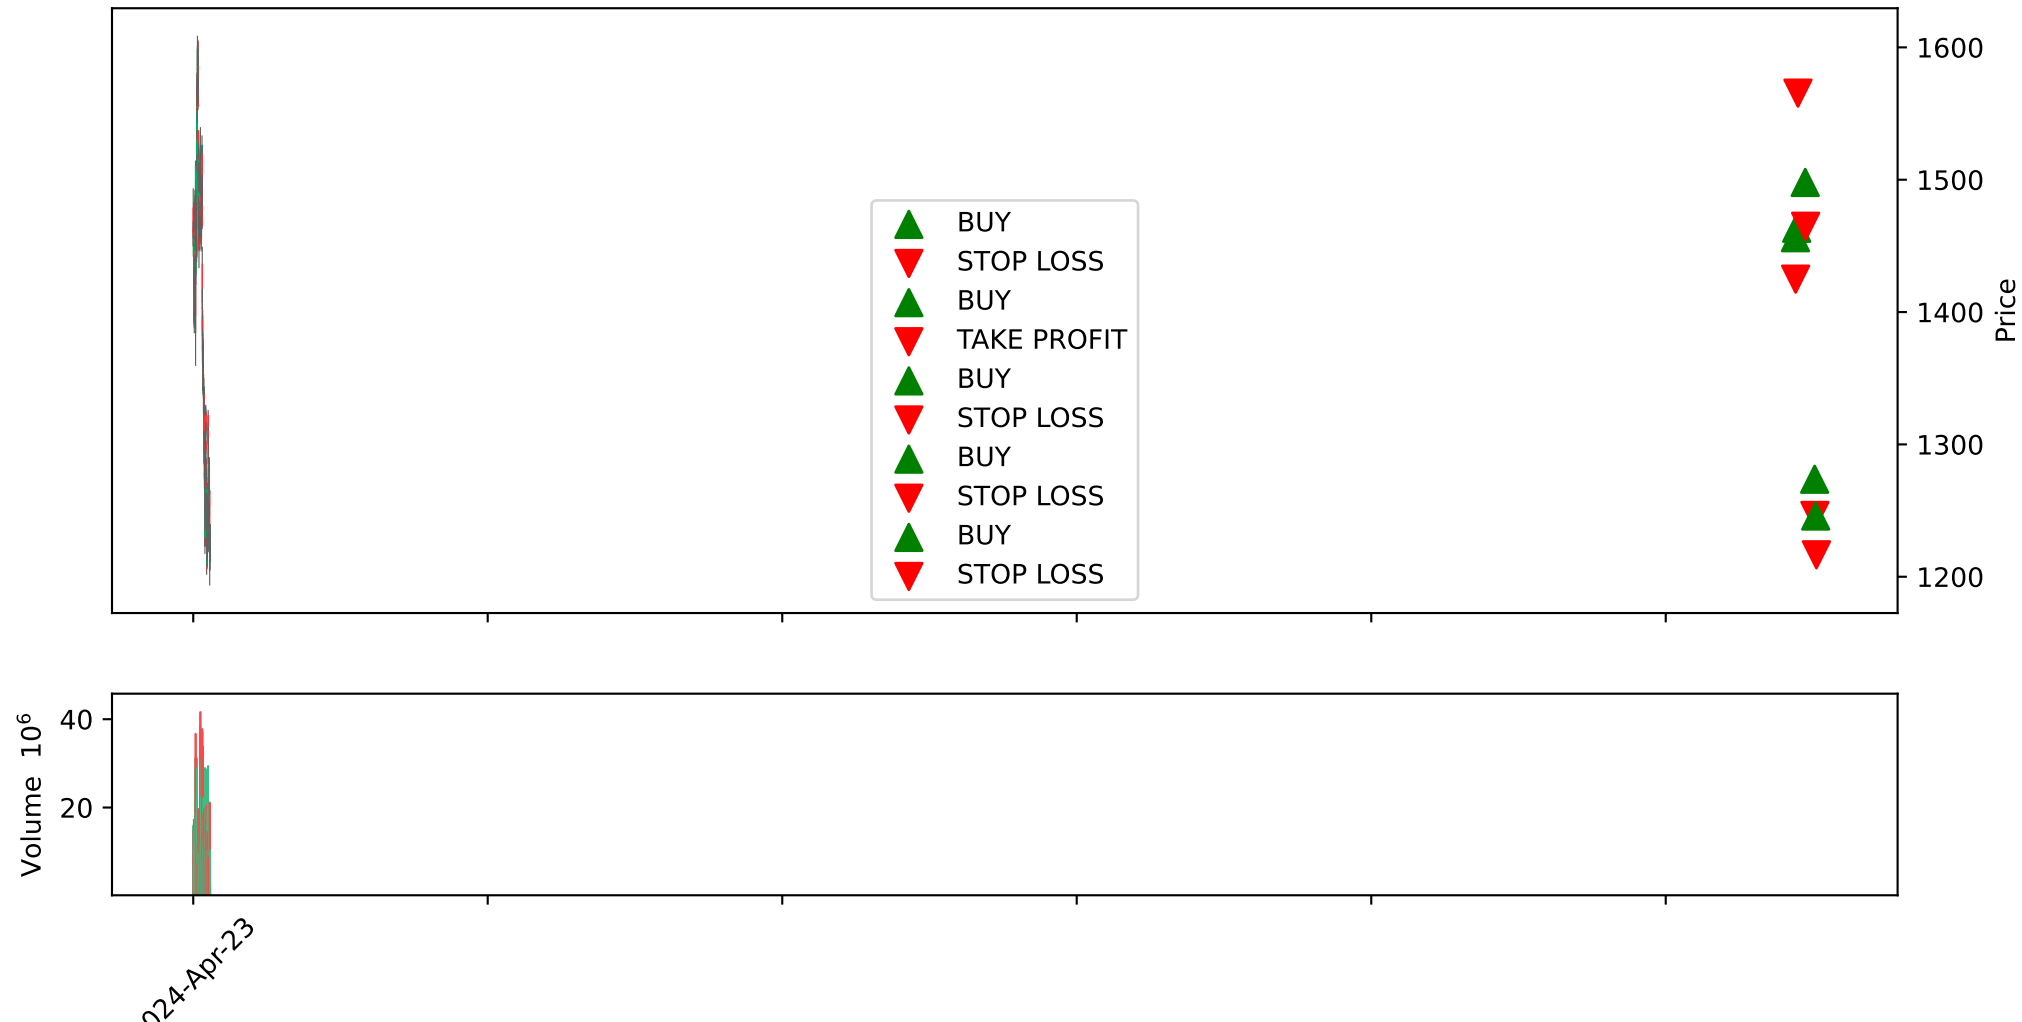 1600
1500
1400
1300
1200
Price
BUY
STOP LOSS
BUY
TAKE PROFIT
BUY
STOP LOSS
BUY
STOP LOSS
BUY
STOP LOSS
40
20
Volume 10⁶
024-Apr-23